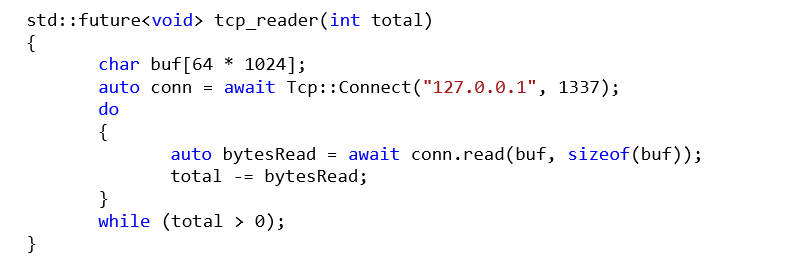 std::future<void> tcp_reader(int total)
{
char buf[64 * 1024];
auto conn = await Tcp::Connect("127.0.0.1", 1337);
do
{
auto bytesRead = await conn.read(buf, sizeof(buf));
total -= bytesRead;
}
while (total > 0);
}